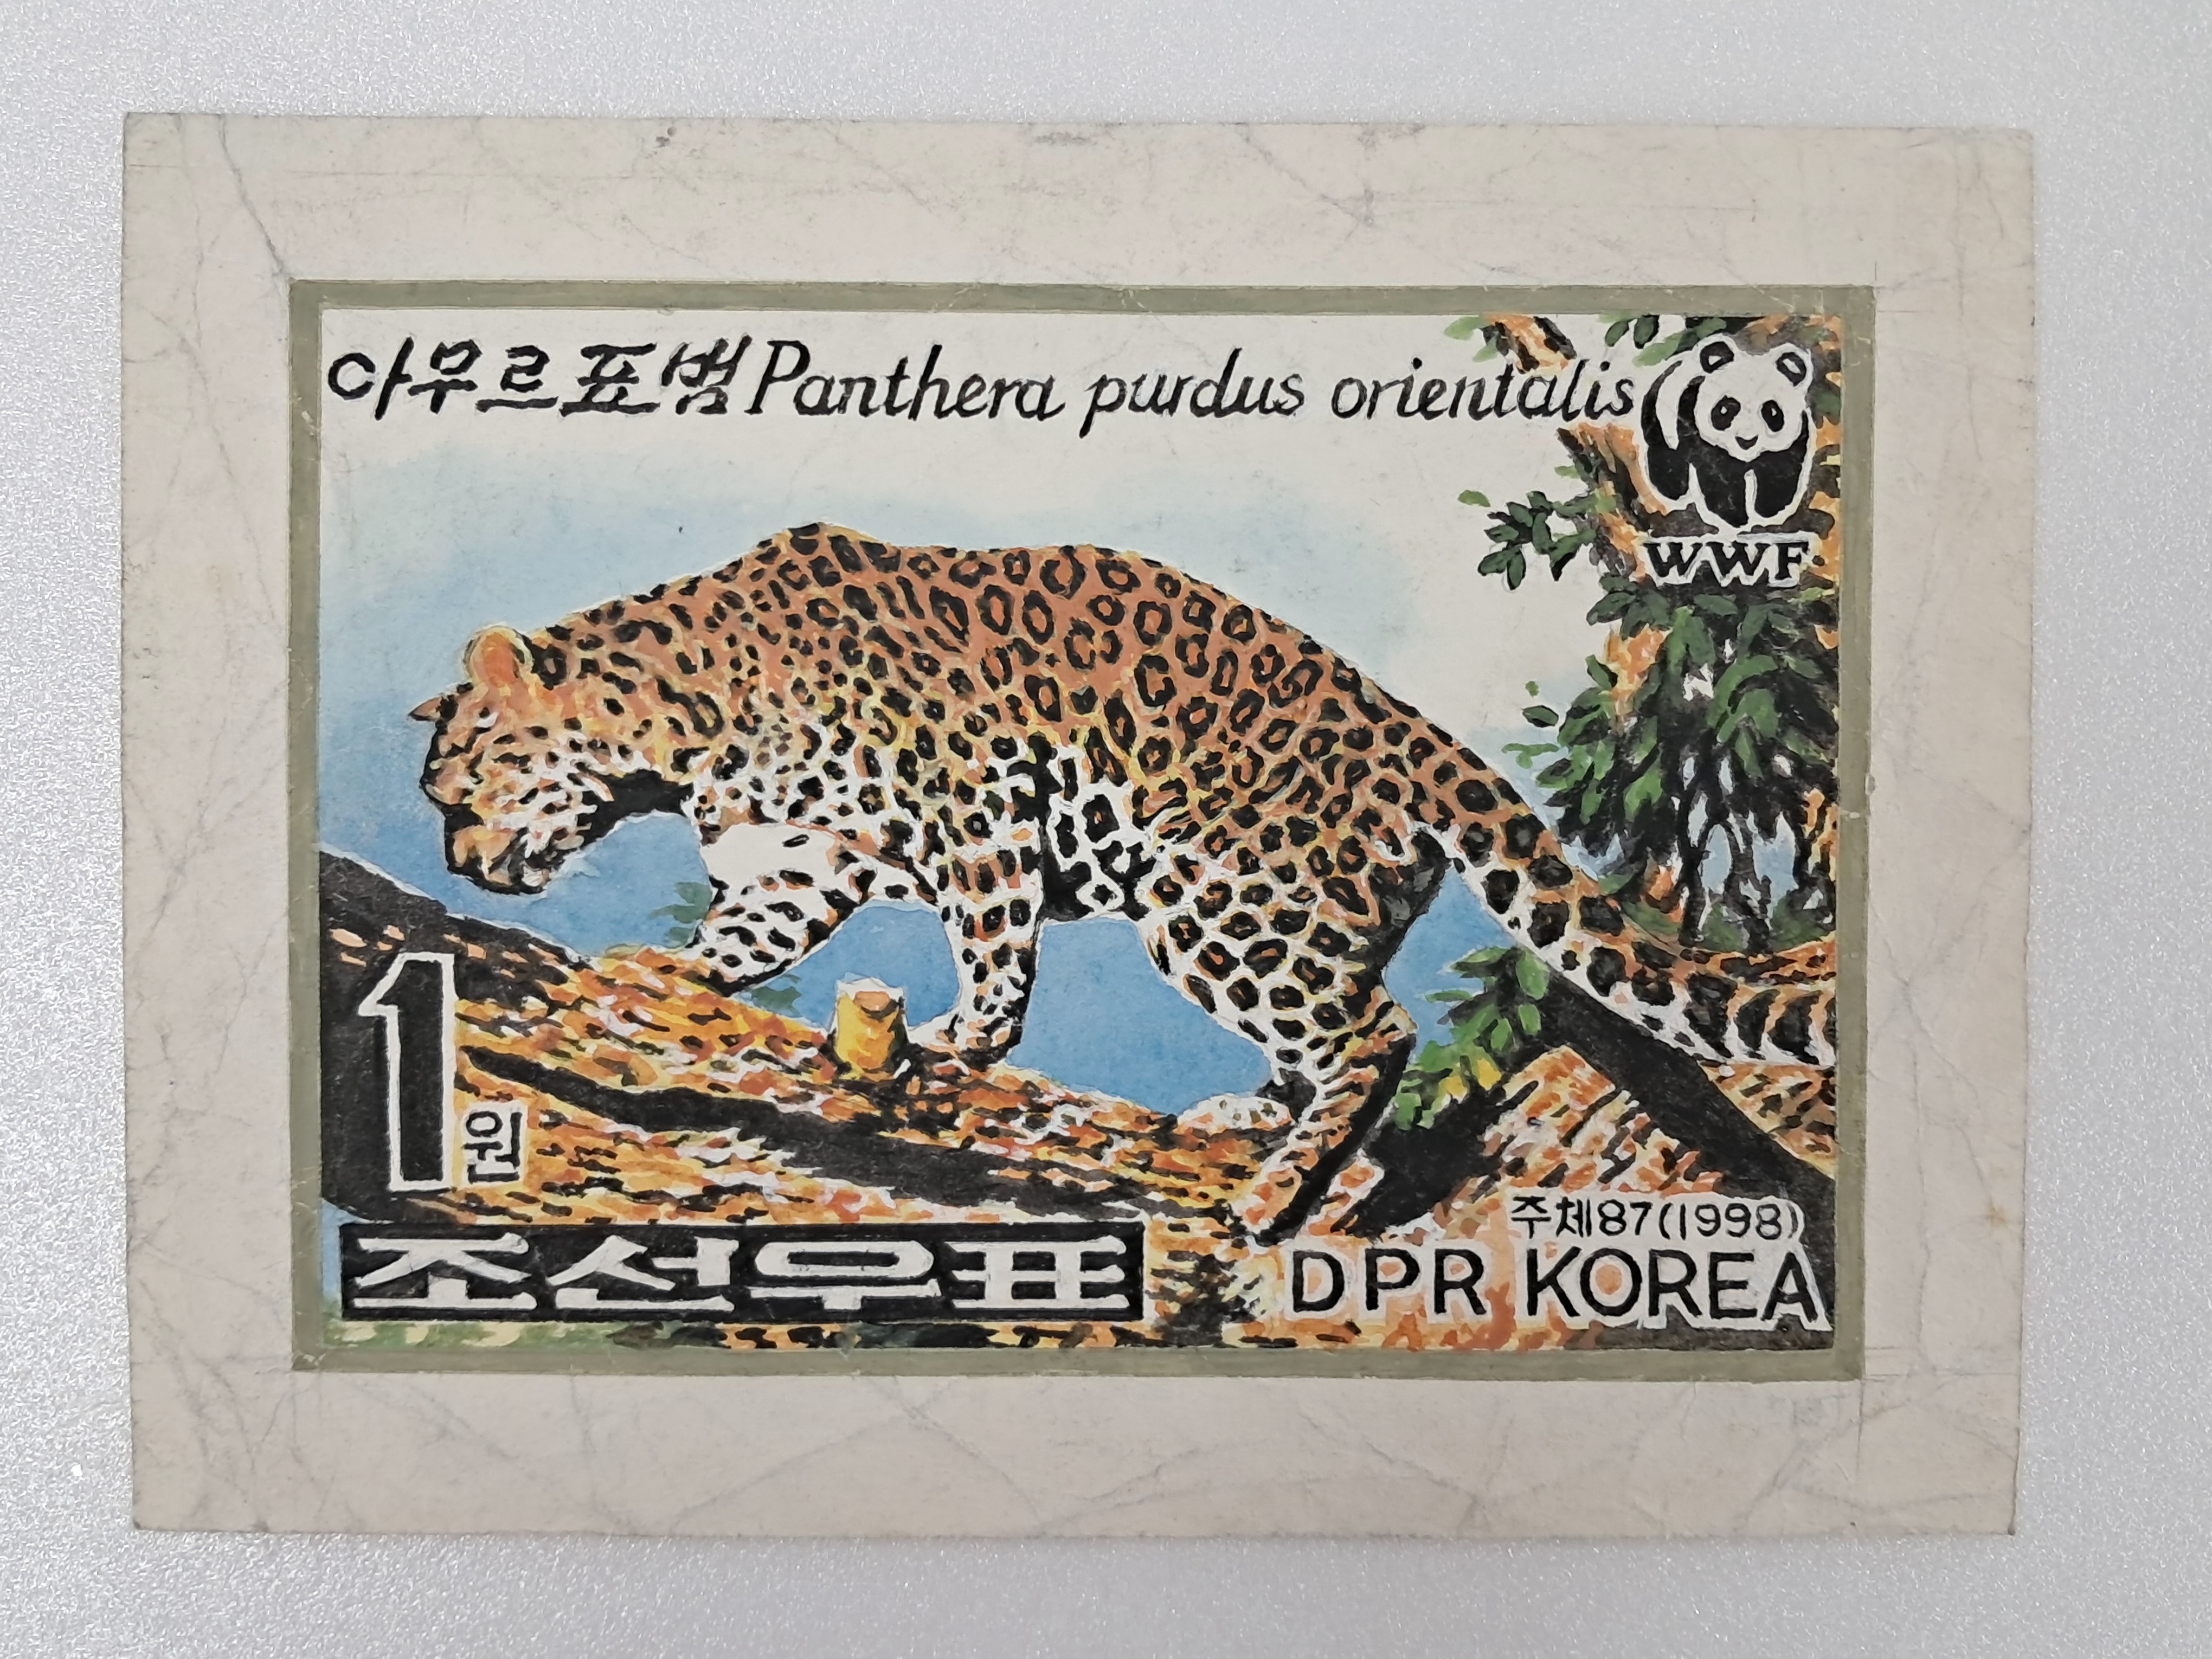 아무르표범 Panthera purdus orientalis
WWF
1원
주체87(1998)
조선우표 DPR KOREA